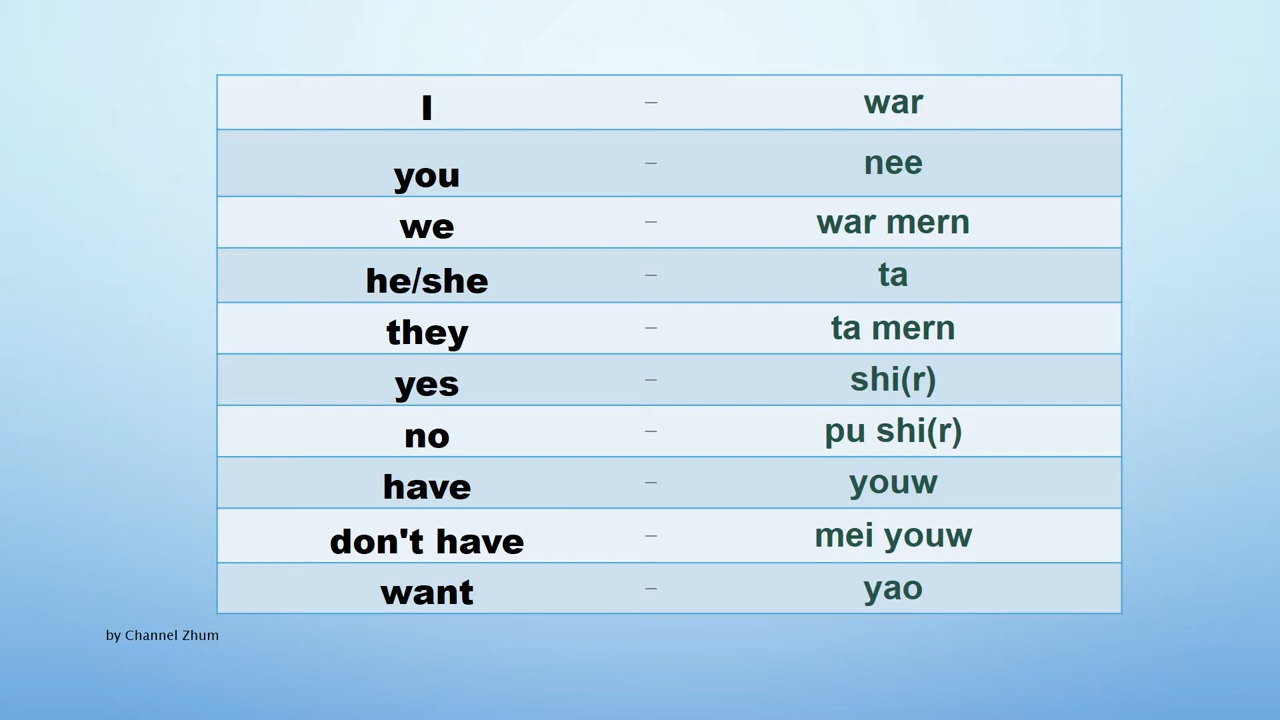 I – war
you – nee
we – war mern
he/she – ta
they – ta mern
yes – shi(r)
no – pu shi(r)
have – youw
don't have – mei youw
want – yao
by Channel Zhum